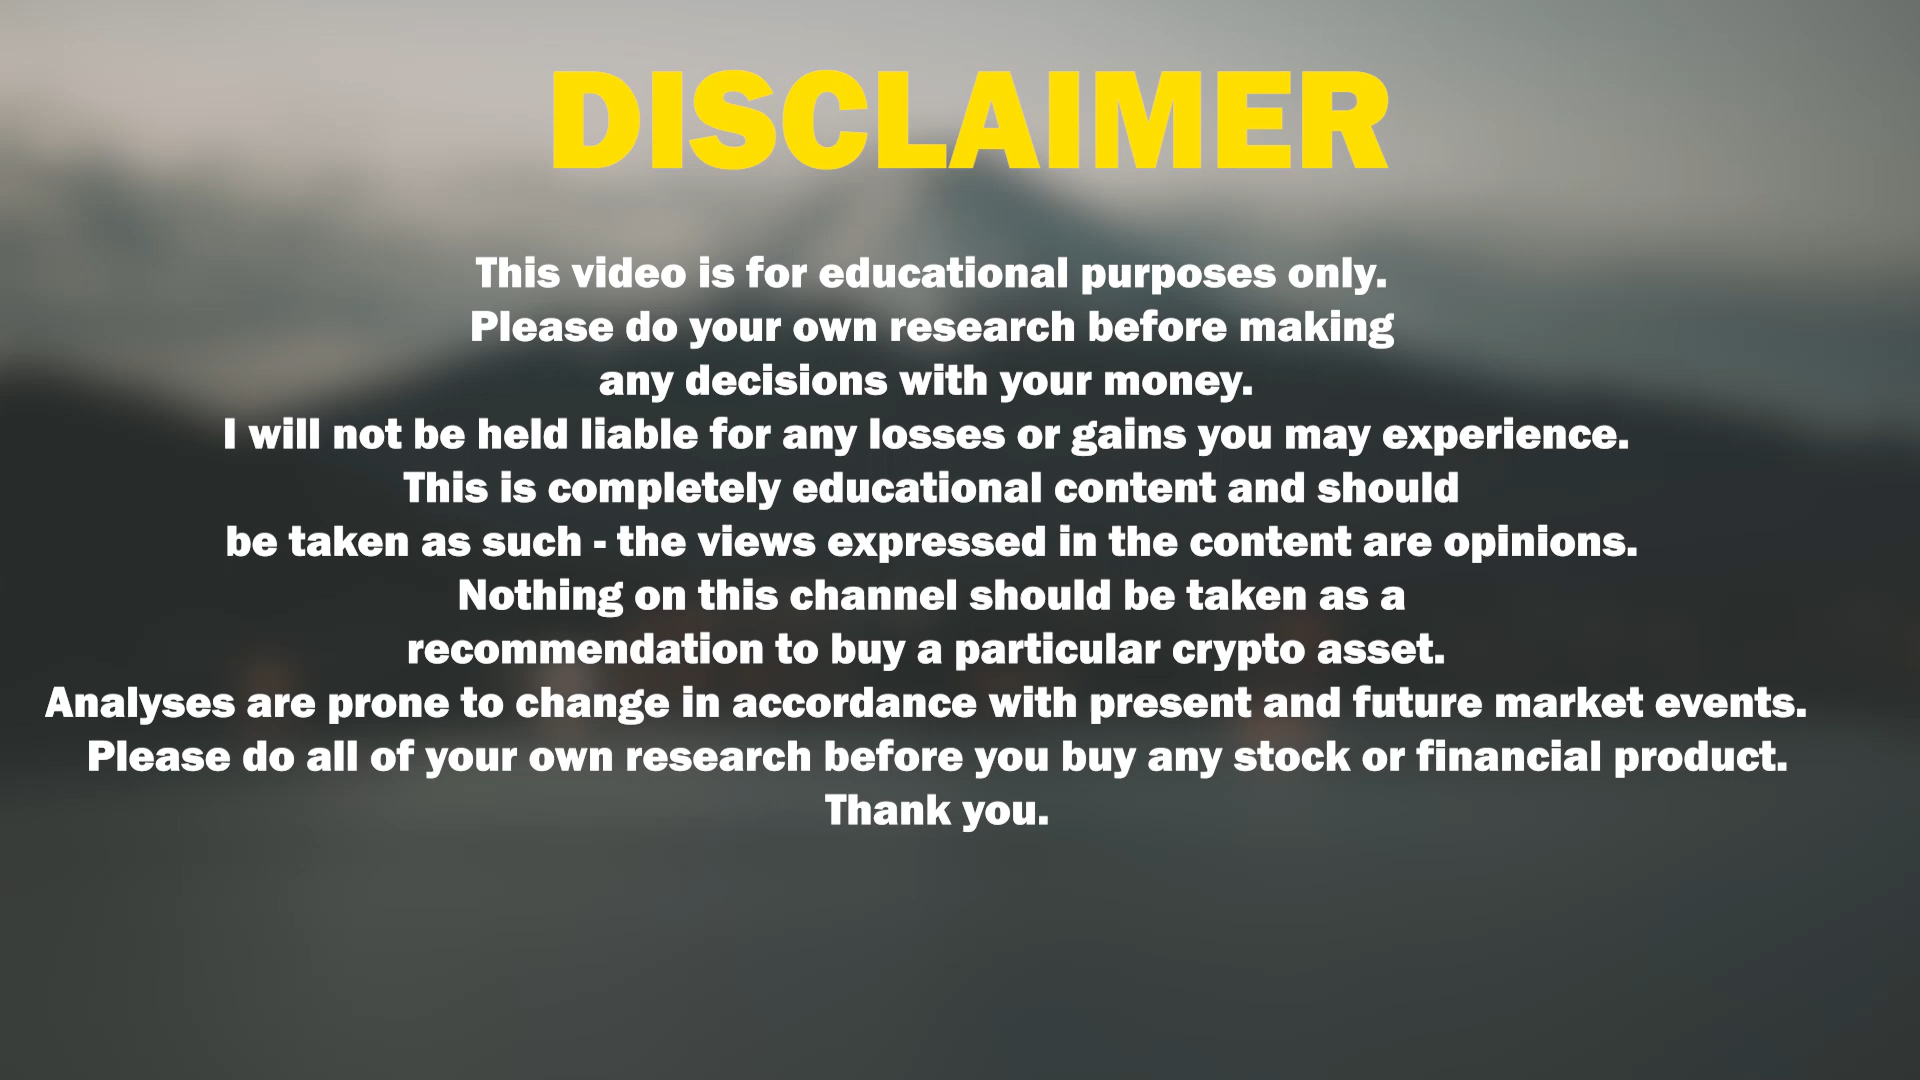 DISCLAIMER
This video is for educational purposes only.
Please do your own research before making
any decisions with your money.
I will not be held liable for any losses or gains you may experience.
This is completely educational content and should
be taken as such - the views expressed in the content are opinions.
Nothing on this channel should be taken as a
recommendation to buy a particular crypto asset.
Analyses are prone to change in accordance with present and future market events.
Please do all of your own research before you buy any stock or financial product.
Thank you.